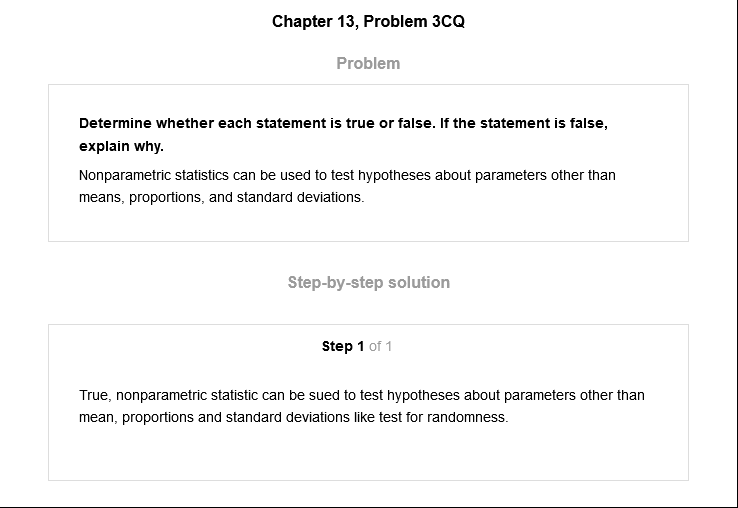 Chapter 13, Problem 3CQ
Problem
Determine whether each statement is true or false. If the statement is false,
explain why.
Nonparametric statistics can be used to test hypotheses about parameters other than
means, proportions, and standard deviations.
Step-by-step solution
Step 1 of 1
True, nonparametric statistic can be sued to test hypotheses about parameters other than
mean, proportions and standard deviations like test for randomness.